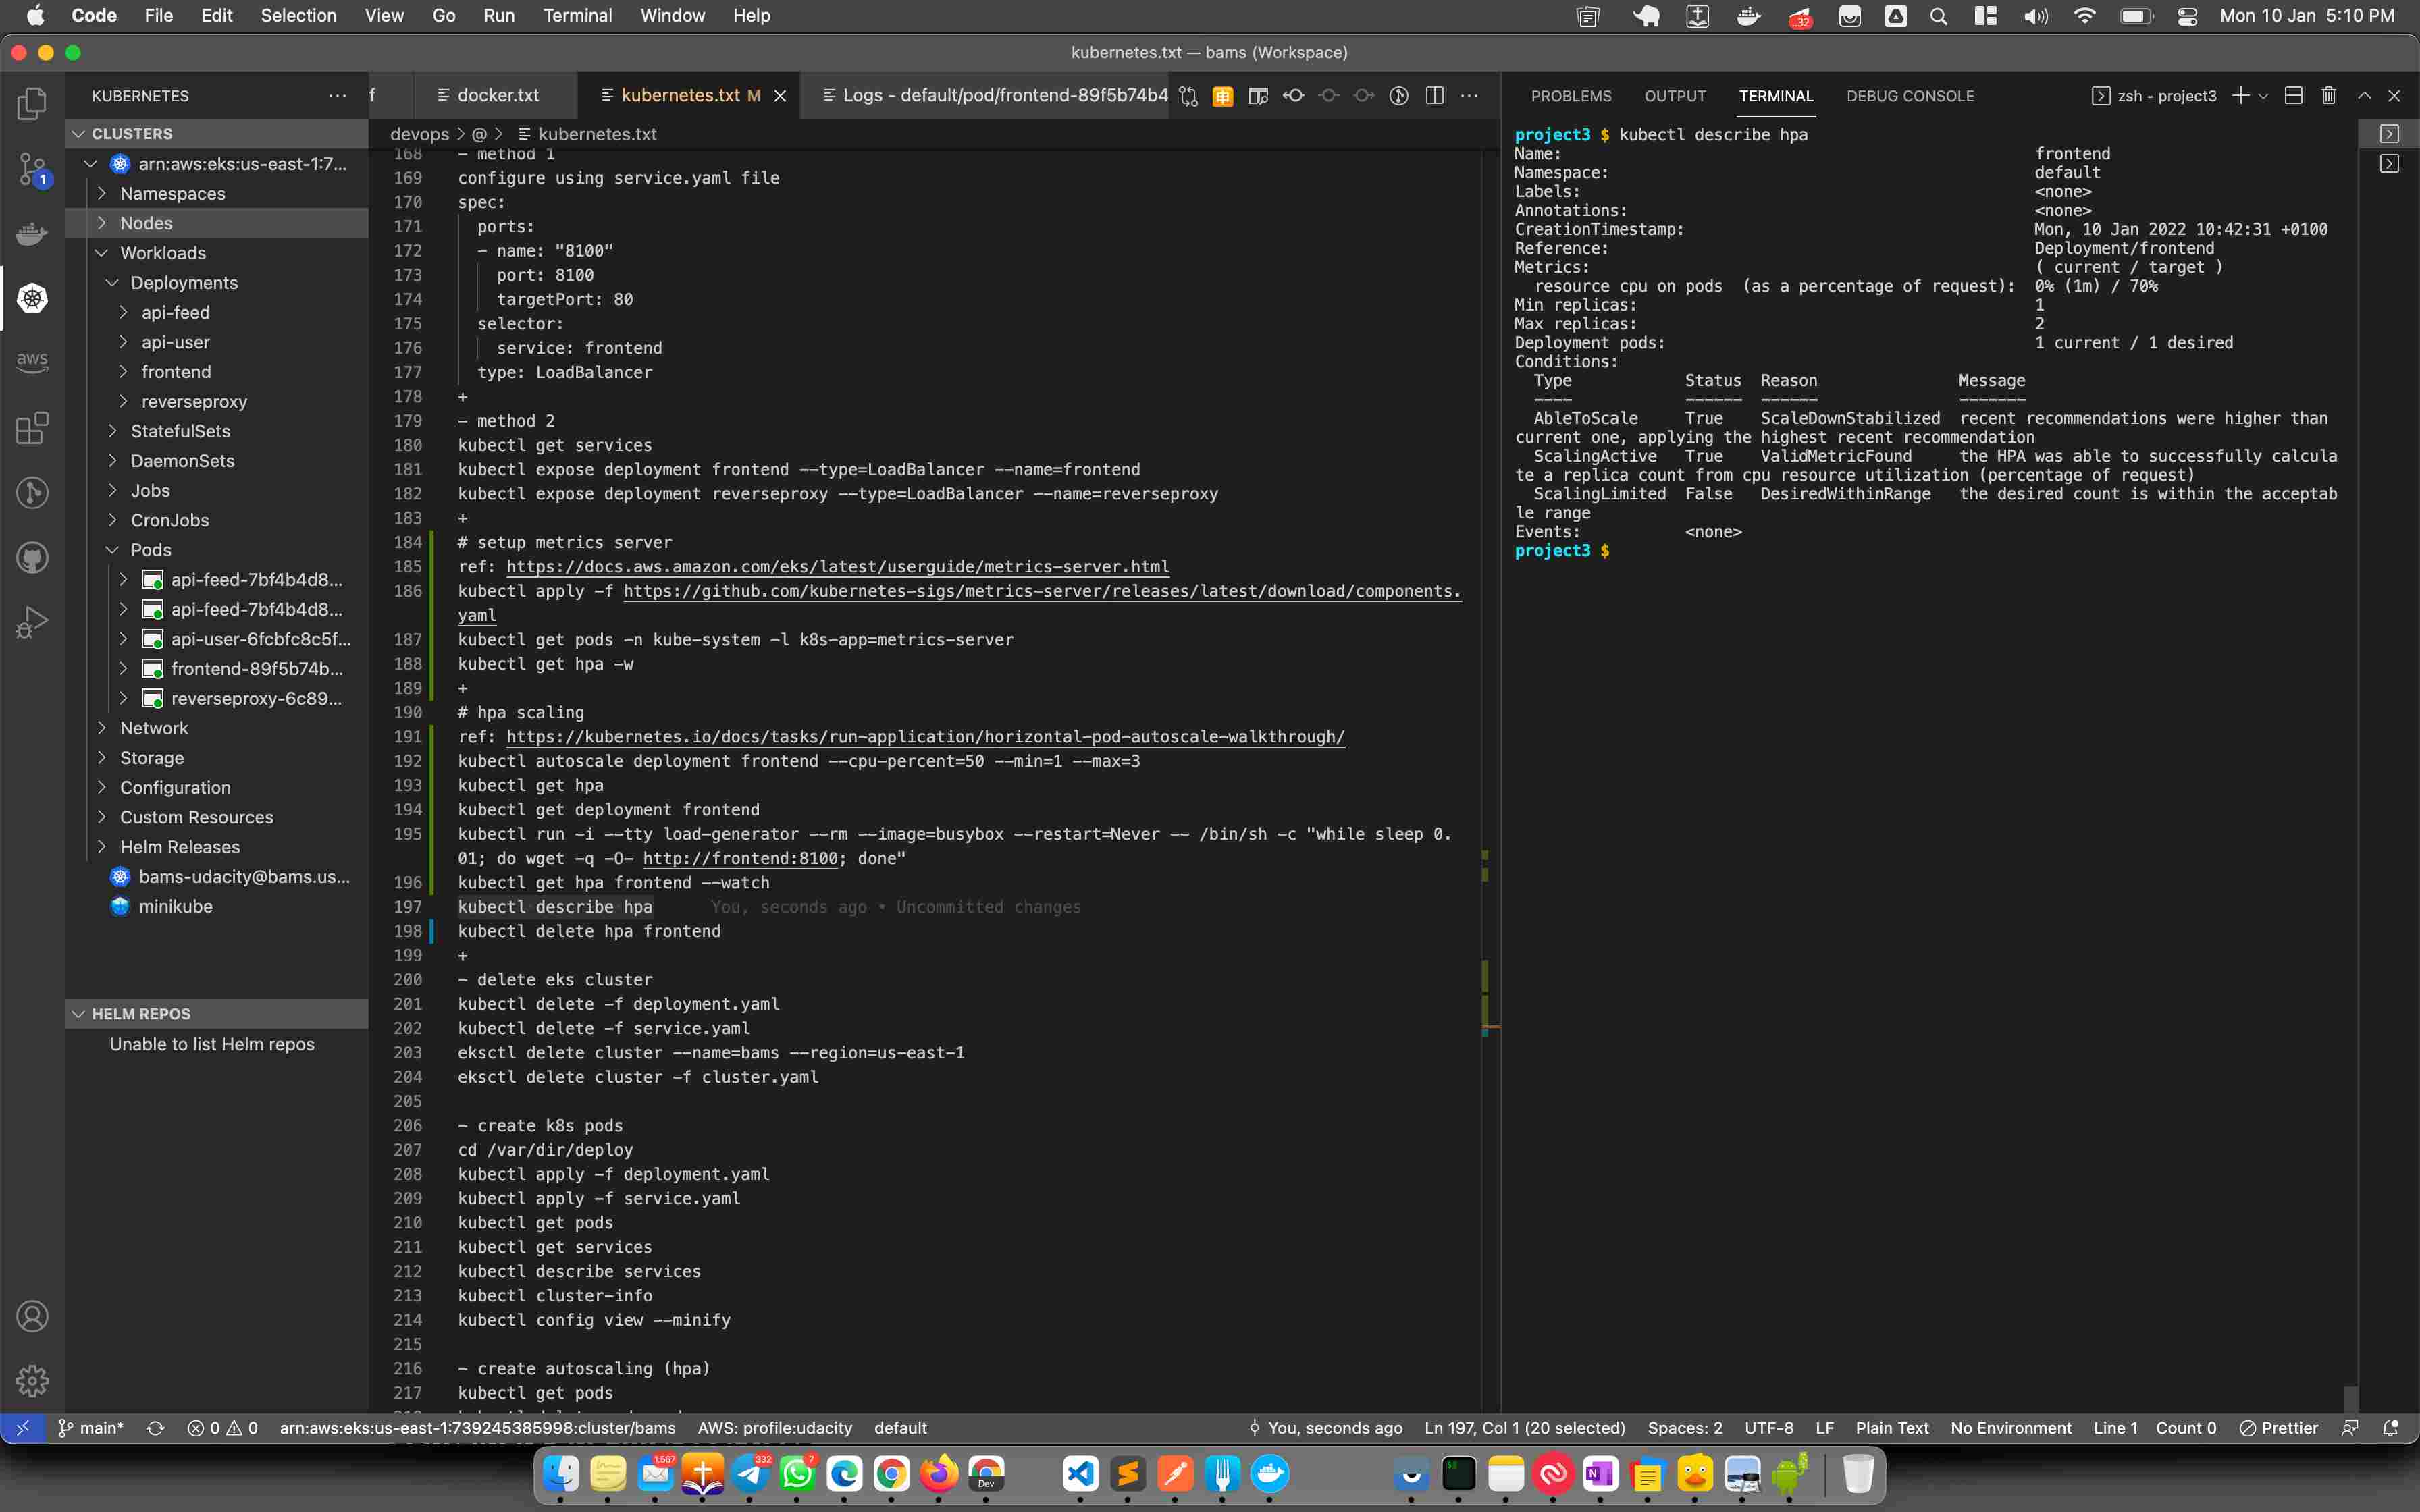 Code File Edit Selection View Go Run Terminal Window Help
32
Mon 10 Jan 5:10 PM
kubernetes.txt — bams (Workspace)
KUBERNETES
f
docker.txt
kubernetes.txt M
Logs - default/pod/frontend-89f5b74b4
CLUSTERS
arn:aws:eks:us-east-1:7...
Namespaces
Nodes
Workloads
Deployments
api-feed
api-user
frontend
reverseproxy
StatefulSets
DaemonSets
Jobs
CronJobs
Pods
api-feed-7bf4b4d8...
api-feed-7bf4b4d8...
api-user-6fcbfc8c5f...
frontend-89f5b74b...
reverseproxy-6c89...
Network
Storage
Configuration
Custom Resources
Helm Releases
bams-udacity@bams.us...
minikube
HELM REPOS
Unable to list Helm repos
1
aws
devops > @ > kubernetes.txt
168 - method 1
169 configure using service.yaml file
170 spec:
171 ports:
172 - name: "8100"
173 port: 8100
174 targetPort: 80
175 selector:
176 service: frontend
177 type: LoadBalancer
178 +
179 - method 2
180 kubectl get services
181 kubectl expose deployment frontend --type=LoadBalancer --name=frontend
182 kubectl expose deployment reverseproxy --type=LoadBalancer --name=reverseproxy
183 +
184 # setup metrics server
185 ref: https://docs.aws.amazon.com/eks/latest/userguide/metrics-server.html
186 kubectl apply -f https://github.com/kubernetes-sigs/metrics-server/releases/latest/download/components.
yaml
187 kubectl get pods -n kube-system -l k8s-app=metrics-server
188 kubectl get hpa -w
189 +
190 # hpa scaling
191 ref: https://kubernetes.io/docs/tasks/run-application/horizontal-pod-autoscale-walkthrough/
192 kubectl autoscale deployment frontend --cpu-percent=50 --min=1 --max=3
193 kubectl get hpa
194 kubectl get deployment frontend
195 kubectl run -i --tty load-generator --rm --image=busybox --restart=Never -- /bin/sh -c "while sleep 0.
01; do wget -q -O- http://frontend:8100; done"
196 kubectl get hpa frontend --watch
197 kubectl describe hpa You, seconds ago • Uncommitted changes
198 kubectl delete hpa frontend
199 +
200 - delete eks cluster
201 kubectl delete -f deployment.yaml
202 kubectl delete -f service.yaml
203 eksctl delete cluster --name=bams --region=us-east-1
204 eksctl delete cluster -f cluster.yaml
205
206 - create k8s pods
207 cd /var/dir/deploy
208 kubectl apply -f deployment.yaml
209 kubectl apply -f service.yaml
210 kubectl get pods
211 kubectl get services
212 kubectl describe services
213 kubectl cluster-info
214 kubectl config view --minify
215
216 - create autoscaling (hpa)
217 kubectl get pods
PROBLEMS OUTPUT TERMINAL DEBUG CONSOLE
zsh - project3
project3 $ kubectl describe hpa
Name: frontend
Namespace: default
Labels: <none>
Annotations: <none>
CreationTimestamp: Mon, 10 Jan 2022 10:42:31 +0100
Reference: Deployment/frontend
Metrics: ( current / target )
resource cpu on pods (as a percentage of request): 0% (1m) / 70%
Min replicas: 1
Max replicas: 2
Deployment pods: 1 current / 1 desired
Conditions:
Type Status Reason Message
---- ------ ------ -------
AbleToScale True ScaleDownStabilized recent recommendations were higher than
current one, applying the highest recent recommendation
ScalingActive True ValidMetricFound the HPA was able to successfully calcula
te a replica count from cpu resource utilization (percentage of request)
ScalingLimited False DesiredWithinRange the desired count is within the acceptab
le range
Events: <none>
project3 $
main* 0 0 arn:aws:eks:us-east-1:739245385998:cluster/bams AWS: profile:udacity default
You, seconds ago Ln 197, Col 1 (20 selected) Spaces: 2 UTF-8 LF Plain Text No Environment Line 1 Count 0 Prettier
1,567
332
7
Dev
$$
N